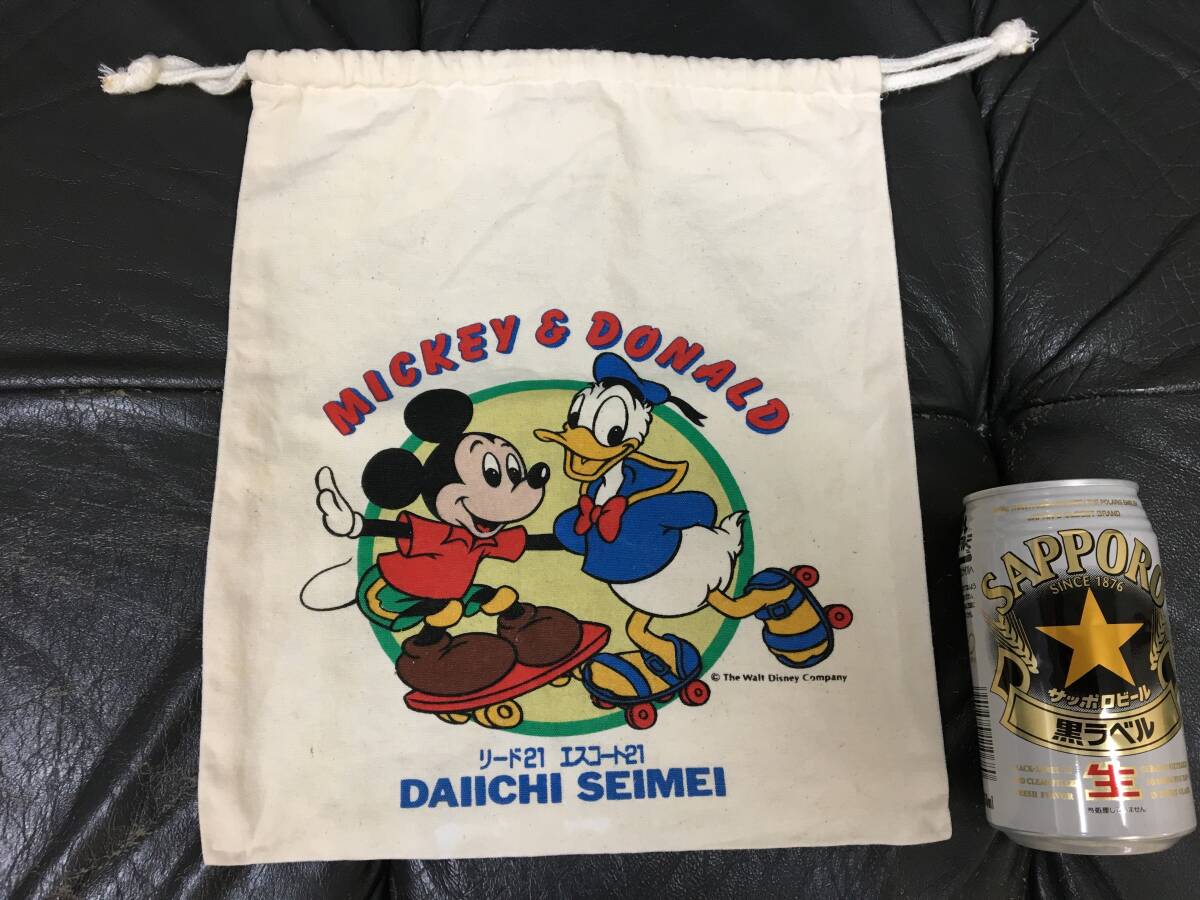 MICKEY & DONALD
© The Walt Disney Company
リード21 エスコート21
DAIICHI SEIMEI
SAPPORO
SINCE 1876
サッポロビール
黒ラベル
生